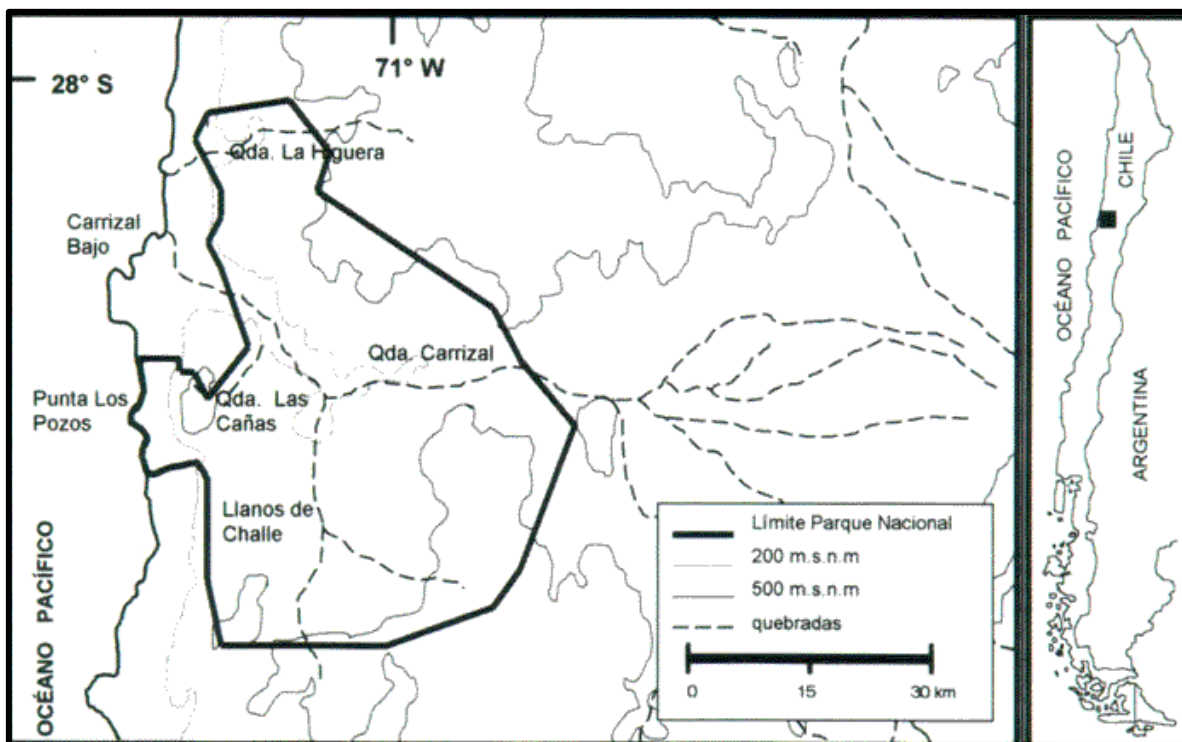 28° S
71° W
Qda. La Higuera
Carrizal
Bajo
Qda. Carrizal
Punta Los
Pozos
Qda. Las
Cañas
Llanos de
Challe
OCÉANO PACÍFICO
Límite Parque Nacional
200 m.s.n.m
500 m.s.n.m
quebradas
0 15 30 km
OCÉANO PACÍFICO
CHILE
ARGENTINA